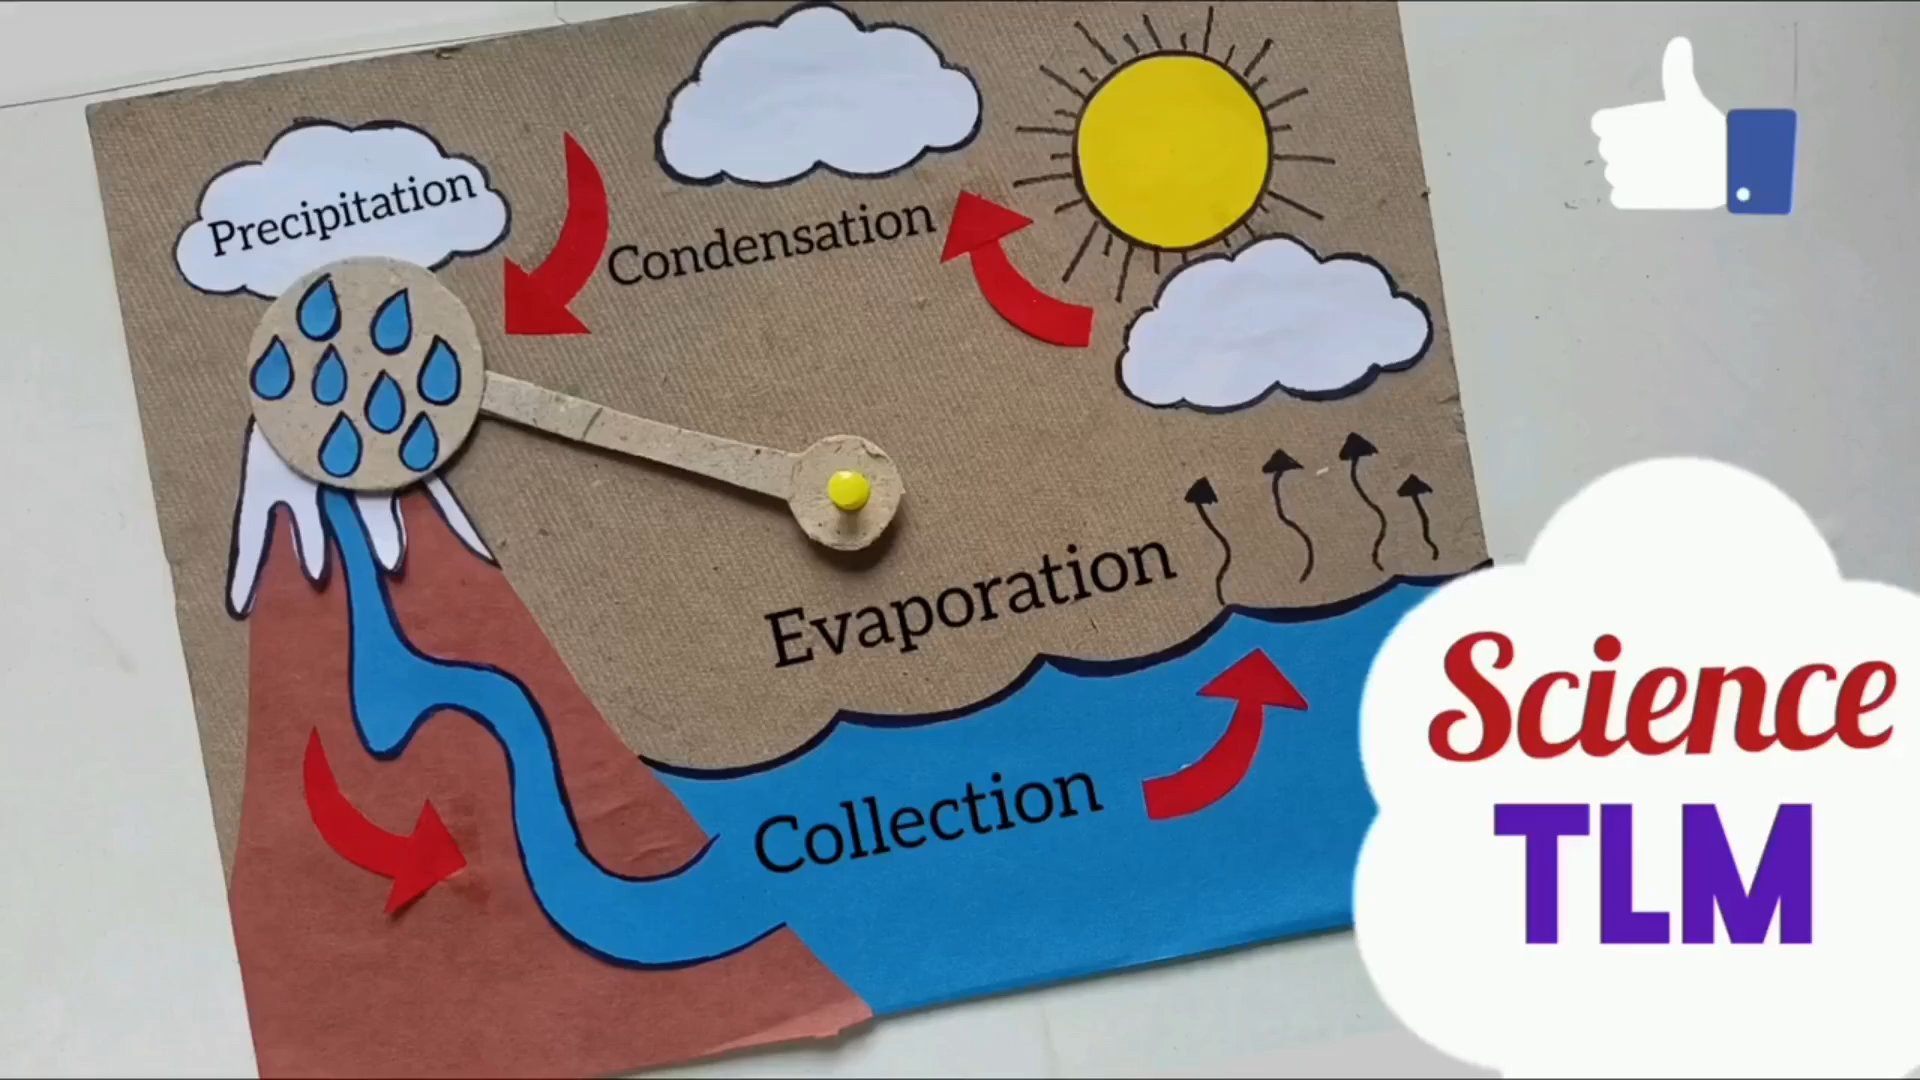 Precipitation
Condensation
Evaporation
Collection
Science
TLM